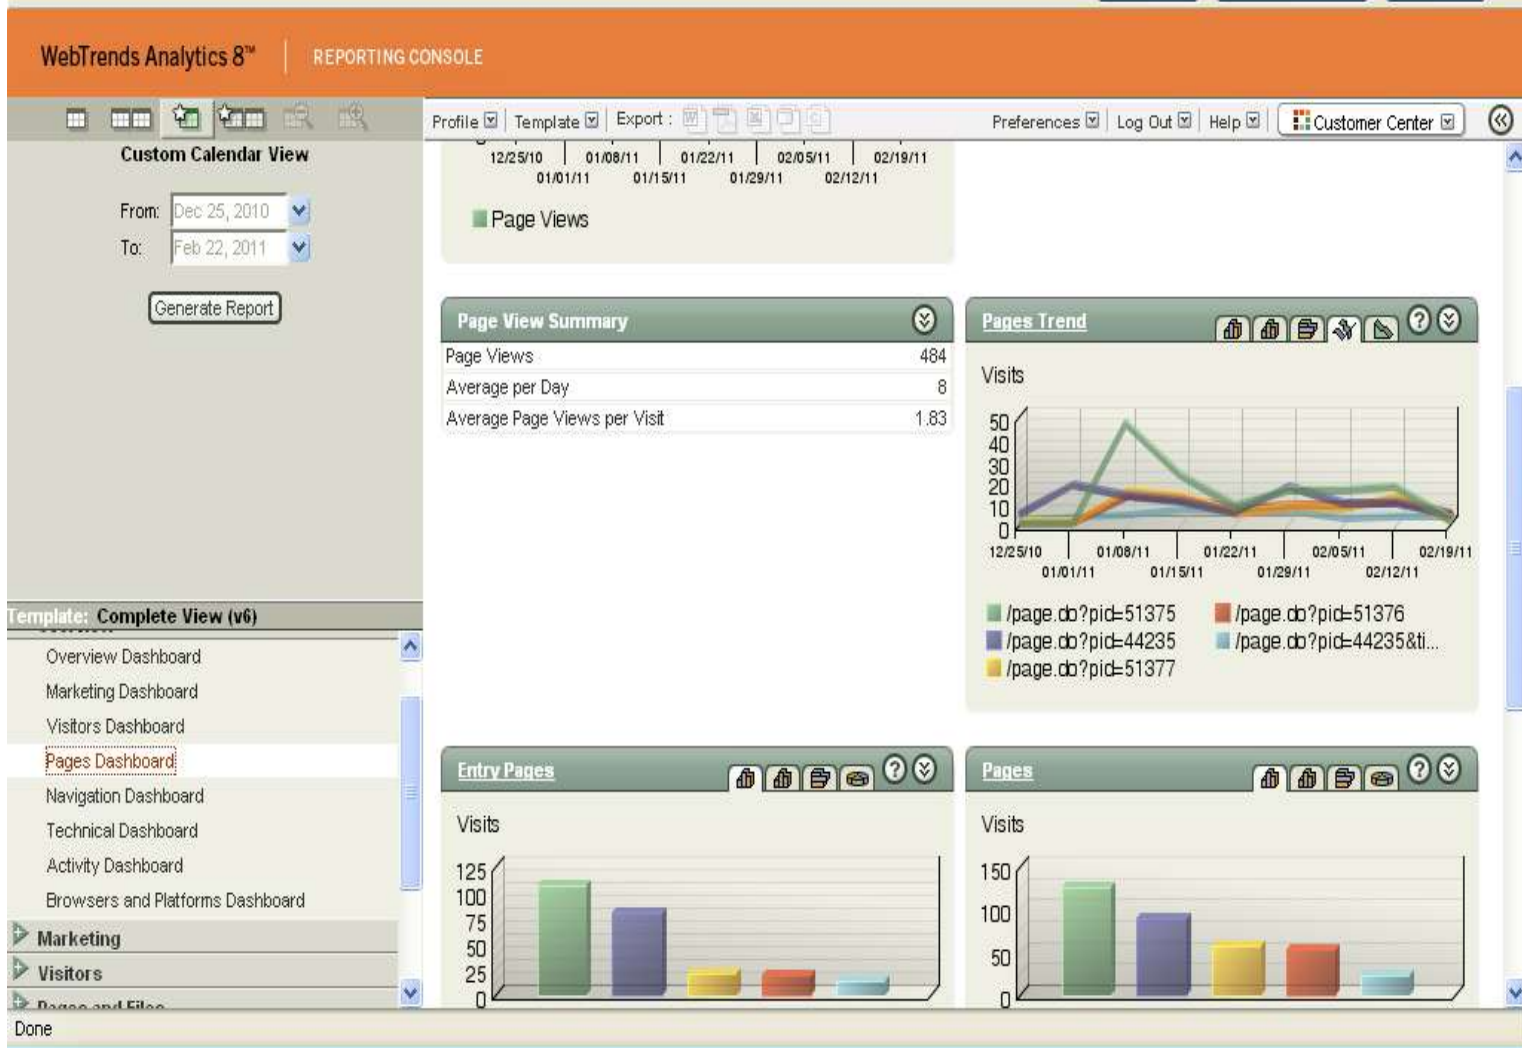 WebTrends Analytics 8™ | REPORTING CONSOLE
Profile Template Export : Preferences Log Out Help Customer Center
Custom Calendar View
From: Dec 25, 2010
To: Feb 22, 2011
Generate Report
12/25/10 01/08/11 01/22/11 02/05/11 02/19/11
01/01/11 01/15/11 01/29/11 02/12/11
Page Views
Page View Summary
Page Views 484
Average per Day 8
Average Page Views per Visit 1.83
Pages Trend
Visits
50
40
30
20
10
0
12/25/10 01/08/11 01/22/11 02/05/11 02/19/11
01/01/11 01/15/11 01/29/11 02/12/11
/page.do?pid=51375 /page.do?pid=51376
/page.do?pid=44235 /page.do?pid=44235&ti...
/page.do?pid=51377
Template: Complete View (v6)
Overview Dashboard
Marketing Dashboard
Visitors Dashboard
Pages Dashboard
Navigation Dashboard
Technical Dashboard
Activity Dashboard
Browsers and Platforms Dashboard
Marketing
Visitors
Pages and Files
Entry Pages
Visits
125
100
75
50
25
0
Pages
Visits
150
100
50
0
Done